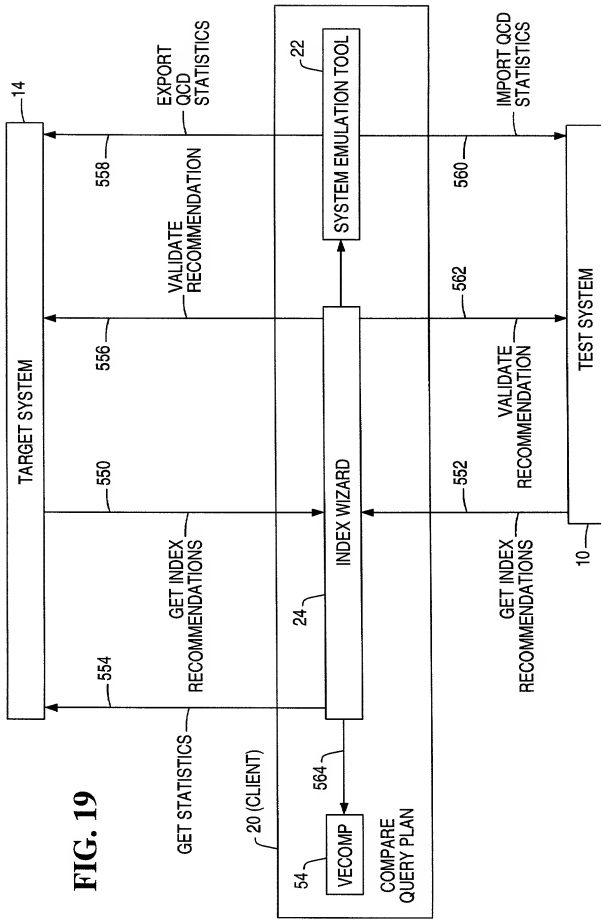 FIG. 19
TARGET SYSTEM
14
GET STATISTICS
554
GET INDEX
RECOMMENDATIONS
550
VALIDATE
RECOMMENDATION
556
EXPORT
QCD
STATISTICS
558
20 (CLIENT)
54
VECOMP
564
COMPARE
QUERY PLAN
24
INDEX WIZARD
22
SYSTEM EMULATION TOOL
GET INDEX
RECOMMENDATIONS
552
VALIDATE
RECOMMENDATION
562
IMPORT QCD
STATISTICS
560
10
TEST SYSTEM